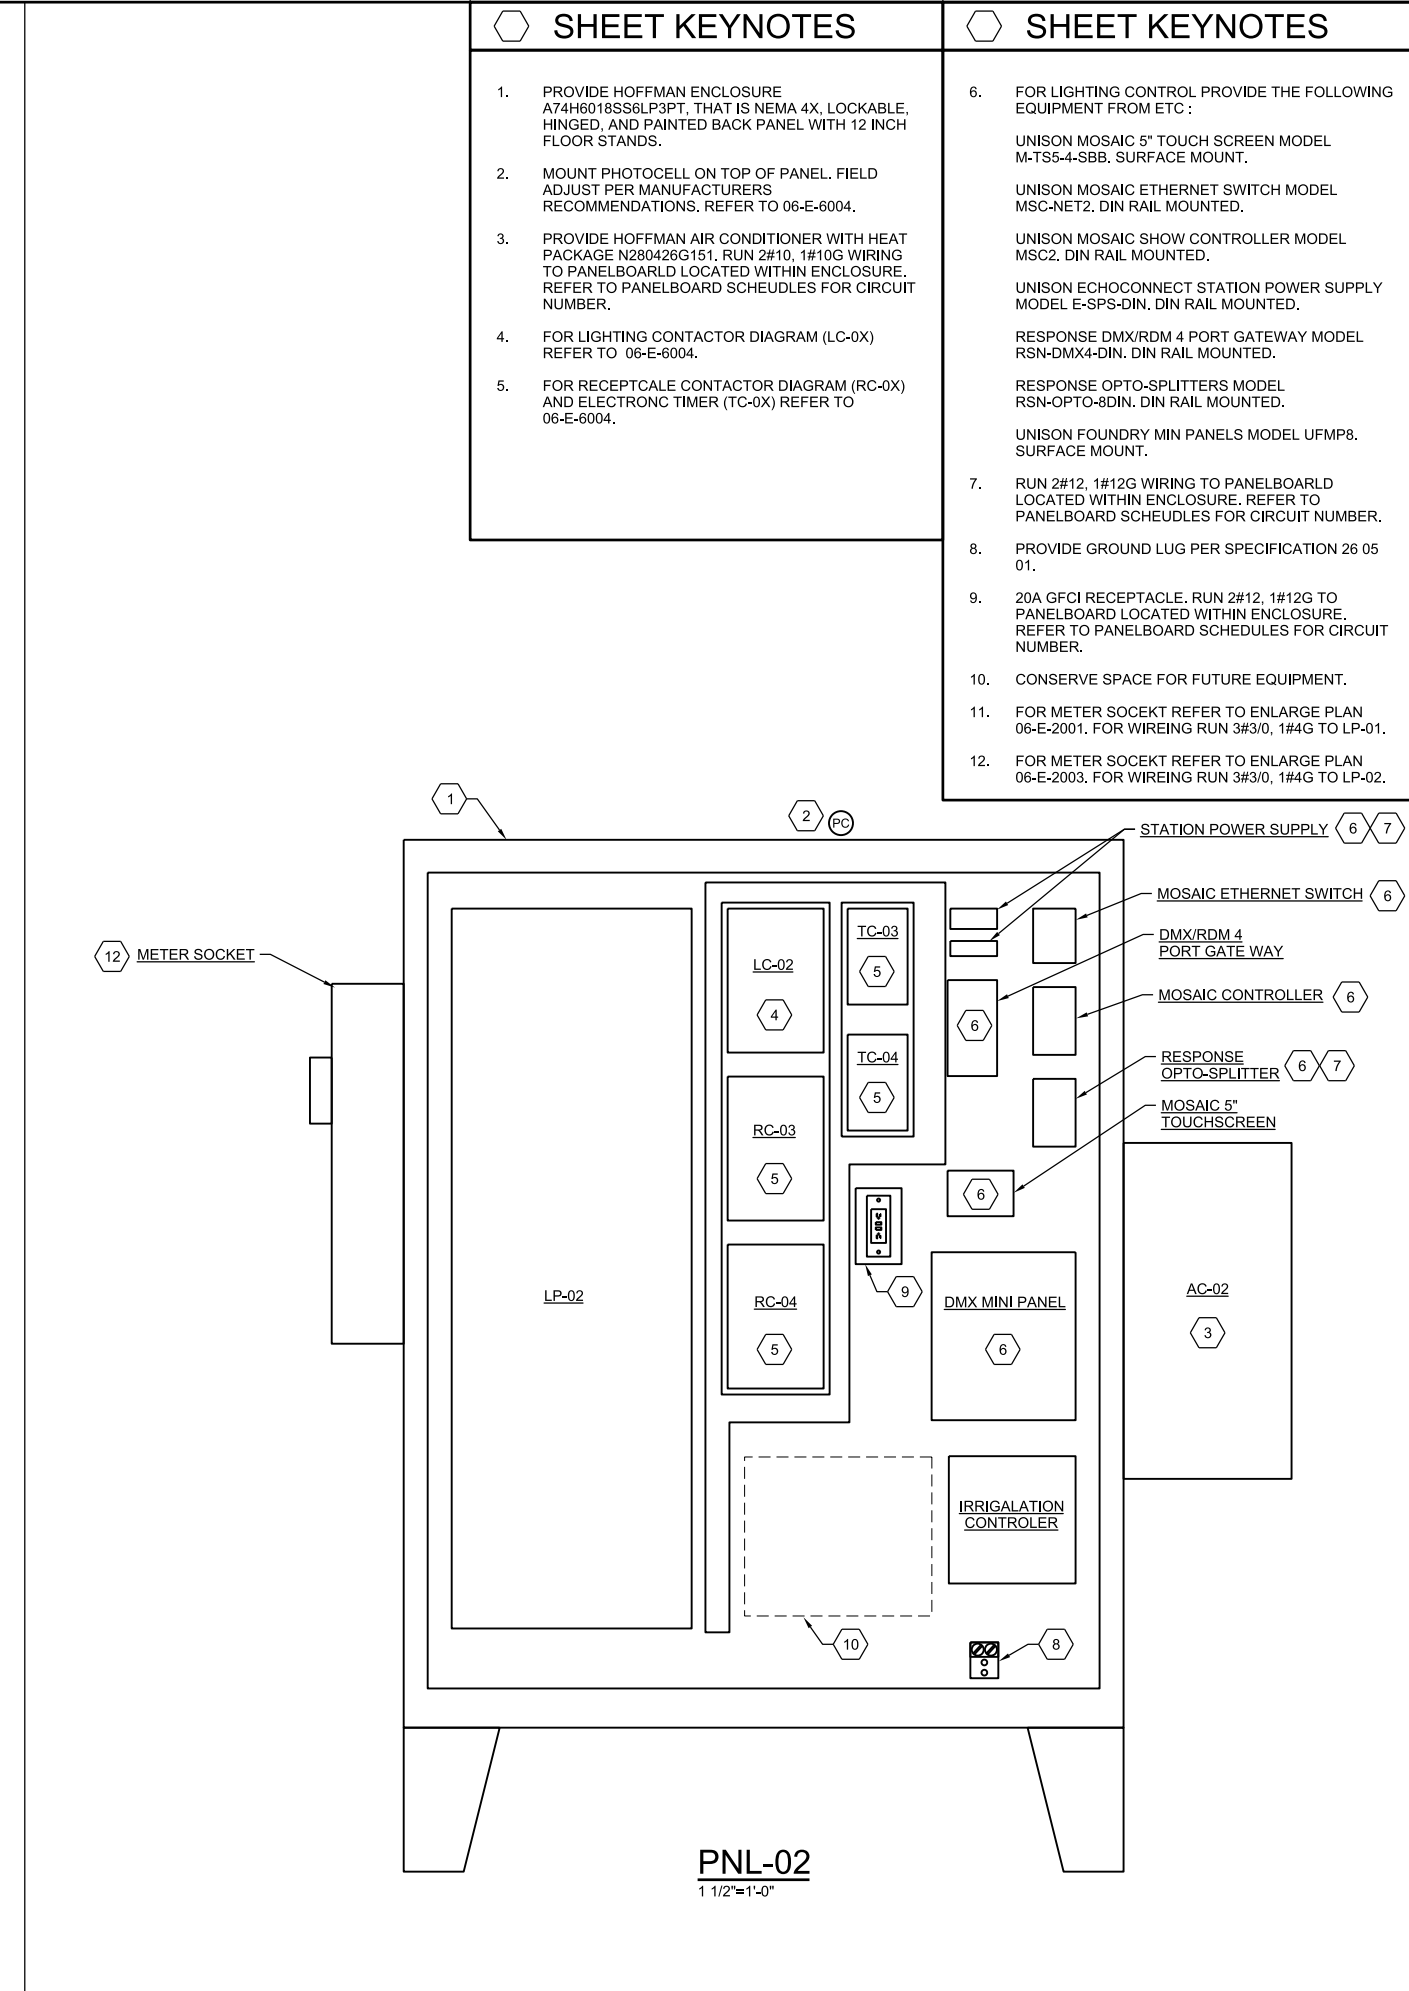 SHEET KEYNOTES
1. PROVIDE HOFFMAN ENCLOSURE
A74H6018SS6LP3PT, THAT IS NEMA 4X, LOCKABLE,
HINGED, AND PAINTED BACK PANEL WITH 12 INCH
FLOOR STANDS.
2. MOUNT PHOTOCELL ON TOP OF PANEL. FIELD
ADJUST PER MANUFACTURERS
RECOMMENDATIONS. REFER TO 06-E-6004.
3. PROVIDE HOFFMAN AIR CONDITIONER WITH HEAT
PACKAGE N280426G151. RUN 2#10, 1#10G WIRING
TO PANELBOARLD LOCATED WITHIN ENCLOSURE.
REFER TO PANELBOARD SCHEUDLES FOR CIRCUIT
NUMBER.
4. FOR LIGHTING CONTACTOR DIAGRAM (LC-0X)
REFER TO 06-E-6004.
5. FOR RECEPTCALE CONTACTOR DIAGRAM (RC-0X)
AND ELECTRONC TIMER (TC-0X) REFER TO
06-E-6004.
SHEET KEYNOTES
6. FOR LIGHTING CONTROL PROVIDE THE FOLLOWING
EQUIPMENT FROM ETC :
UNISON MOSAIC 5" TOUCH SCREEN MODEL
M-TS5-4-SBB. SURFACE MOUNT.
UNISON MOSAIC ETHERNET SWITCH MODEL
MSC-NET2. DIN RAIL MOUNTED.
UNISON MOSAIC SHOW CONTROLLER MODEL
MSC2. DIN RAIL MOUNTED.
UNISON ECHOCONNECT STATION POWER SUPPLY
MODEL E-SPS-DIN. DIN RAIL MOUNTED.
RESPONSE DMX/RDM 4 PORT GATEWAY MODEL
RSN-DMX4-DIN. DIN RAIL MOUNTED.
RESPONSE OPTO-SPLITTERS MODEL
RSN-OPTO-8DIN. DIN RAIL MOUNTED.
UNISON FOUNDRY MIN PANELS MODEL UFMP8.
SURFACE MOUNT.
7. RUN 2#12, 1#12G WIRING TO PANELBOARLD
LOCATED WITHIN ENCLOSURE. REFER TO
PANELBOARD SCHEUDLES FOR CIRCUIT NUMBER.
8. PROVIDE GROUND LUG PER SPECIFICATION 26 05
01.
9. 20A GFCI RECEPTACLE. RUN 2#12, 1#12G TO
PANELBOARD LOCATED WITHIN ENCLOSURE.
REFER TO PANELBOARD SCHEDULES FOR CIRCUIT
NUMBER.
10. CONSERVE SPACE FOR FUTURE EQUIPMENT.
11. FOR METER SOCEKT REFER TO ENLARGE PLAN
06-E-2001. FOR WIREING RUN 3#3/0, 1#4G TO LP-01.
12. FOR METER SOCEKT REFER TO ENLARGE PLAN
06-E-2003. FOR WIREING RUN 3#3/0, 1#4G TO LP-02.
1
2 PC
STATION POWER SUPPLY 6 7
MOSAIC ETHERNET SWITCH 6
DMX/RDM 4
PORT GATE WAY
MOSAIC CONTROLLER 6
RESPONSE
OPTO-SPLITTER 6 7
MOSAIC 5"
TOUCHSCREEN
12 METER SOCKET
LP-02
LC-02
4
RC-03
5
RC-04
5
TC-03
5
TC-04
5
6
6
9
DMX MINI PANEL
6
AC-02
3
IRRIGALATION
CONTROLER
10
8
PNL-02
1 1/2"=1'-0"